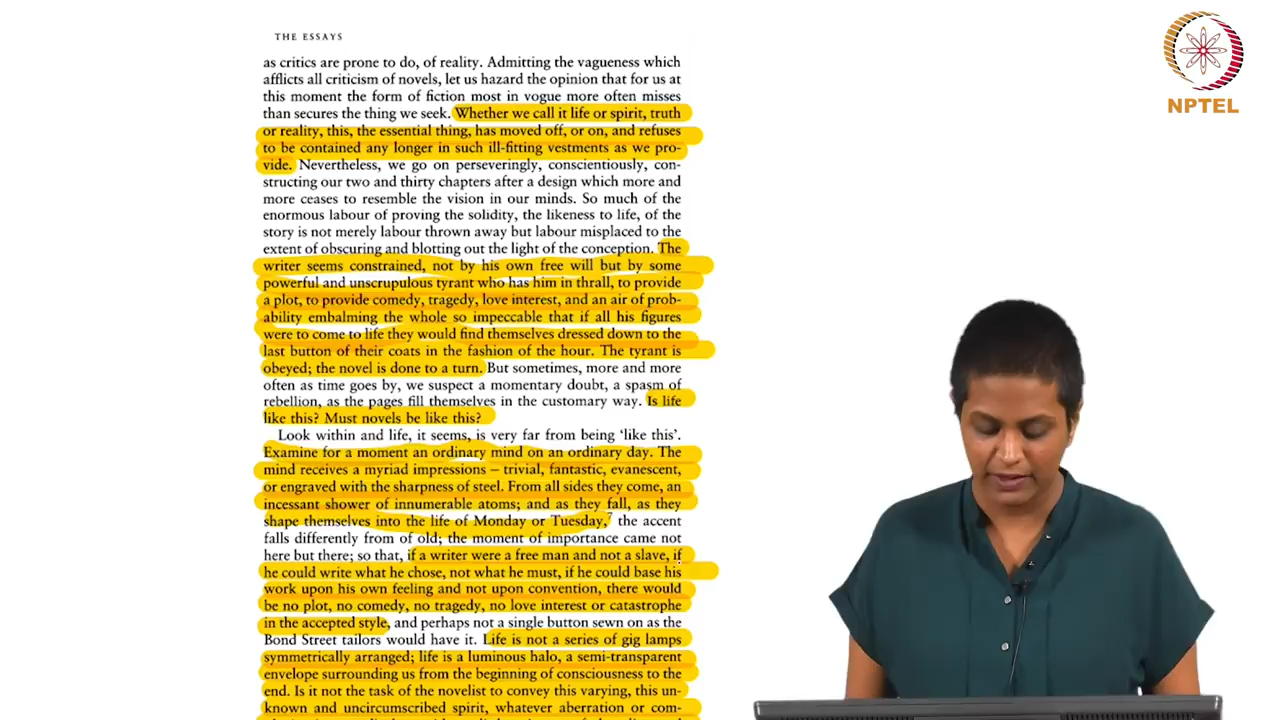 THE ESSAYS
as critics are prone to do, of reality. Admitting the vagueness which
afflicts all criticism of novels, let us hazard the opinion that for us at
this moment the form of fiction most in vogue more often misses
than secures the thing we seek. Whether we call it life or spirit, truth
or reality, this, the essential thing, has moved off, or on, and refuses
to be contained any longer in such ill-fitting vestments as we pro-
vide. Nevertheless, we go on perseveringly, conscientiously, con-
structing our two and thirty chapters after a design which more and
more ceases to resemble the vision in our minds. So much of the
enormous labour of proving the solidity, the likeness to life, of the
story is not merely labour thrown away but labour misplaced to the
extent of obscuring and blotting out the light of the conception. The
writer seems constrained, not by his own free will but by some
powerful and unscrupulous tyrant who has him in thrall, to provide
a plot, to provide comedy, tragedy, love interest, and an air of prob-
ability embalming the whole so impeccable that if all his figures
were to come to life they would find themselves dressed down to the
last button of their coats in the fashion of the hour. The tyrant is
obeyed; the novel is done to a turn. But sometimes, more and more
often as time goes by, we suspect a momentary doubt, a spasm of
rebellion, as the pages fill themselves in the customary way. Is life
like this? Must novels be like this?
Look within and life, it seems, is very far from being 'like this'.
Examine for a moment an ordinary mind on an ordinary day. The
mind receives a myriad impressions – trivial, fantastic, evanescent,
or engraved with the sharpness of steel. From all sides they come, an
incessant shower of innumerable atoms; and as they fall, as they
shape themselves into the life of Monday or Tuesday,7 the accent
falls differently from of old; the moment of importance came not
here but there; so that, if a writer were a free man and not a slave, if
he could write what he chose, not what he must, if he could base his
work upon his own feeling and not upon convention, there would
be no plot, no comedy, no tragedy, no love interest or catastrophe
in the accepted style, and perhaps not a single button sewn on as the
Bond Street tailors would have it. Life is not a series of gig lamps
symmetrically arranged; life is a luminous halo, a semi-transparent
envelope surrounding us from the beginning of consciousness to the
end. Is it not the task of the novelist to convey this varying, this un-
known and uncircumscribed spirit, whatever aberration or com-
NPTEL